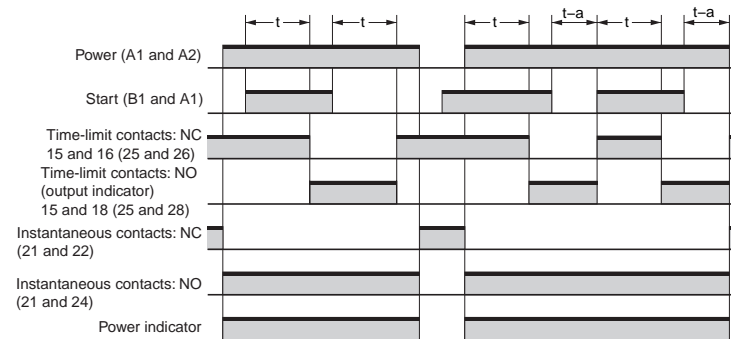 t t t t–a t t–a
Power (A1 and A2)
Start (B1 and A1)
Time-limit contacts: NC
15 and 16 (25 and 26)
Time-limit contacts: NO
(output indicator)
15 and 18 (25 and 28)
Instantaneous contacts: NC
(21 and 22)
Instantaneous contacts: NO
(21 and 24)
Power indicator